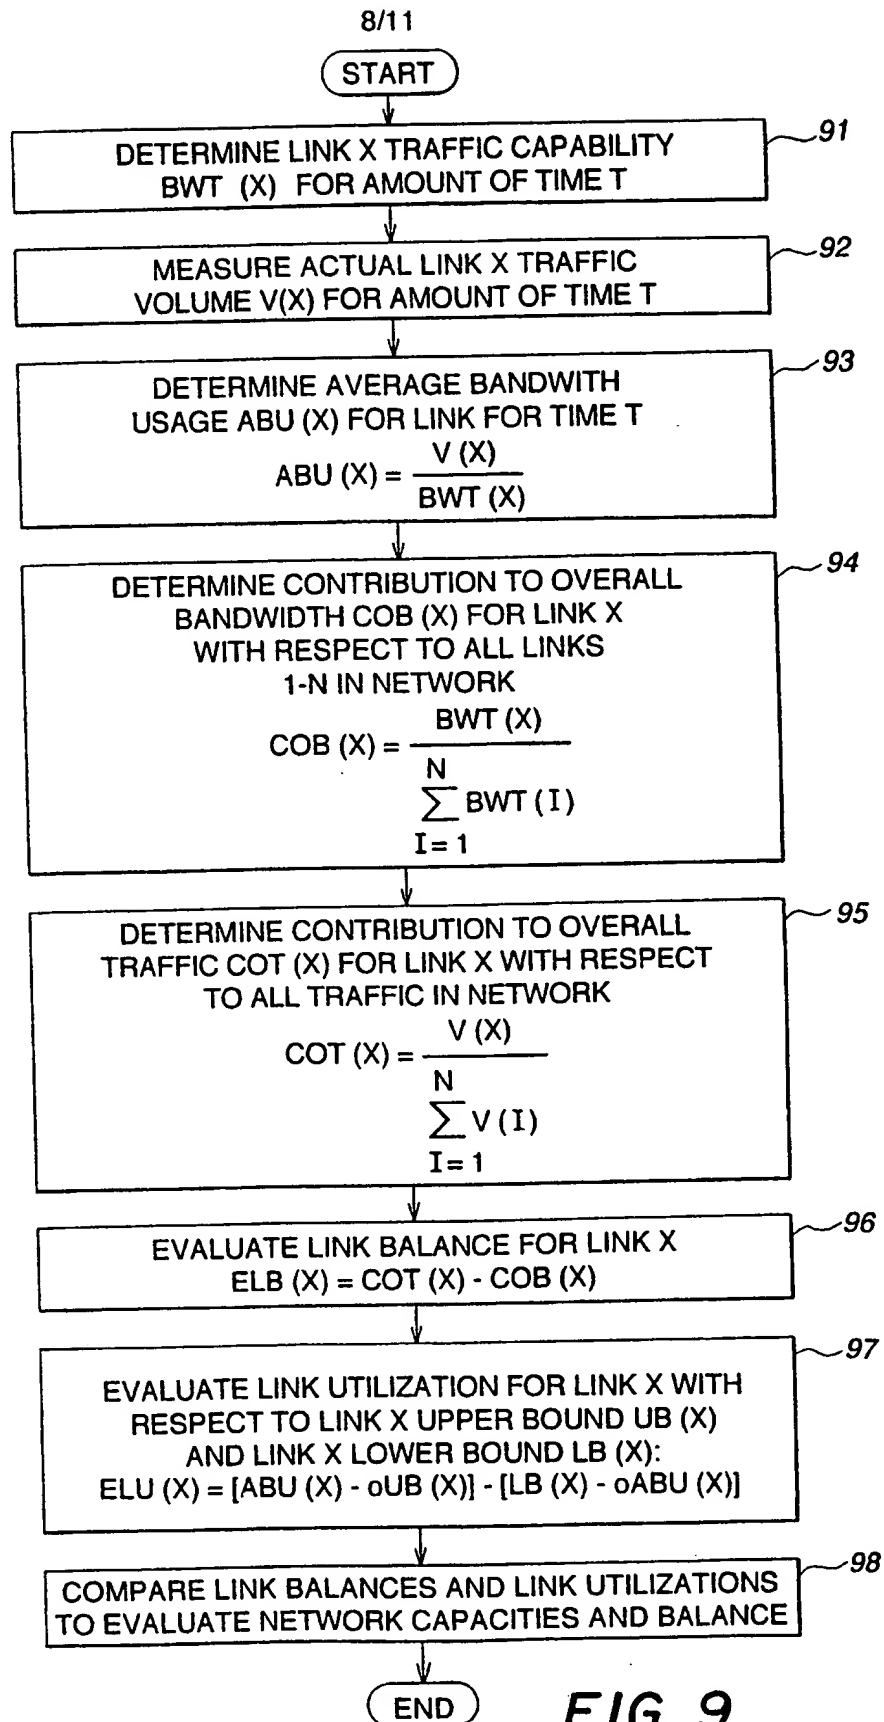 8/11
START
91
DETERMINE LINK X TRAFFIC CAPABILITY
BWT (X) FOR AMOUNT OF TIME T
92
MEASURE ACTUAL LINK X TRAFFIC
VOLUME V(X) FOR AMOUNT OF TIME T
93
DETERMINE AVERAGE BANDWITH
USAGE ABU (X) FOR LINK FOR TIME T
V (X)
ABU (X) =
BWT (X)
94
DETERMINE CONTRIBUTION TO OVERALL
BANDWIDTH COB (X) FOR LINK X
WITH RESPECT TO ALL LINKS
1-N IN NETWORK
BWT (X)
COB (X) =
N
∑ BWT (I)
I = 1
95
DETERMINE CONTRIBUTION TO OVERALL
TRAFFIC COT (X) FOR LINK X WITH RESPECT
TO ALL TRAFFIC IN NETWORK
V (X)
COT (X) =
N
∑ V (I)
I = 1
96
EVALUATE LINK BALANCE FOR LINK X
ELB (X) = COT (X) - COB (X)
97
EVALUATE LINK UTILIZATION FOR LINK X WITH
RESPECT TO LINK X UPPER BOUND UB (X)
AND LINK X LOWER BOUND LB (X):
ELU (X) = [ABU (X) - oUB (X)] - [LB (X) - oABU (X)]
98
COMPARE LINK BALANCES AND LINK UTILIZATIONS
TO EVALUATE NETWORK CAPACITIES AND BALANCE
END
FIG. 9